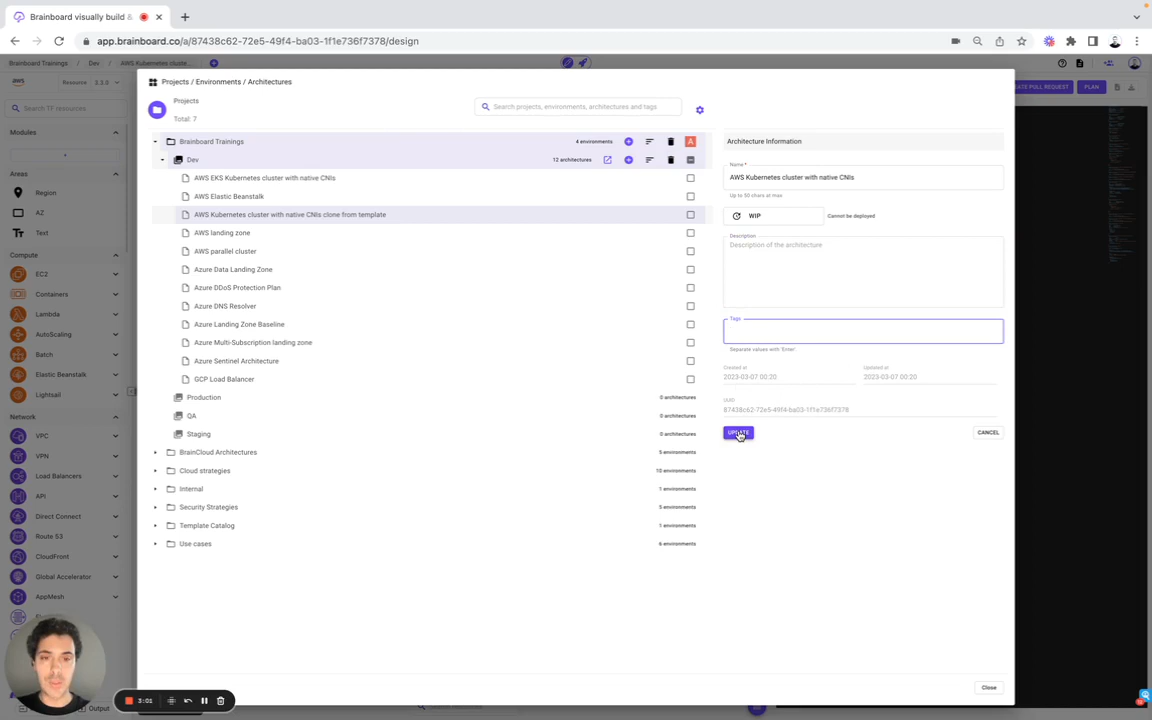 Brainboard visually build &
app.brainboard.co/a/87438c62-72e5-49f4-ba03-1f1e736f7378/design
Brainboard Trainings / Dev / AWS Kubernetes cluste...
aws Resource 3.1.0
PLAN
Search TF resources
Modules
+
Areas
Region
AZ
Text
Compute
EC2
Containers
Lambda
AutoScaling
Batch
Elastic Beanstalk
Lightsail
Network
VPC
VPN
Load Balancers
API
Direct Connect
Route 53
CloudFront
Global Accelerator
AppMesh
Output
Projects / Environments / Architectures
Projects
Total: 7
Search projects, environments, architectures and tags
Brainboard Trainings 4 environments A
Dev 12 architectures
AWS EKS Kubernetes cluster with native CNIs
AWS Elastic Beanstalk
AWS Kubernetes cluster with native CNIs clone from template
AWS landing zone
AWS parallel cluster
Azure Data Landing Zone
Azure DDoS Protection Plan
Azure DNS Resolver
Azure Landing Zone Baseline
Azure Multi-Subscription landing zone
Azure Sentinel Architecture
GCP Load Balancer
Production 0 architectures
QA 0 architectures
Staging 0 architectures
BrainCloud Architectures 5 environments
Cloud strategies 10 environments
Internal 1 environments
Security Strategies 5 environments
Template Catalog 1 environments
Use cases 6 environments
Architecture Information
Name *
AWS Kubernetes cluster with native CNIs
Up to 50 chars at max
WIP Cannot be deployed
Description
Description of the architecture
Tags
Separate values with 'Enter'
Created at
2023-03-07 00:20
Updated at
2023-03-07 00:20
UUID
87438c62-72e5-49f4-ba03-1f1e736f7378
UPDATE
CANCEL
Close
3:01